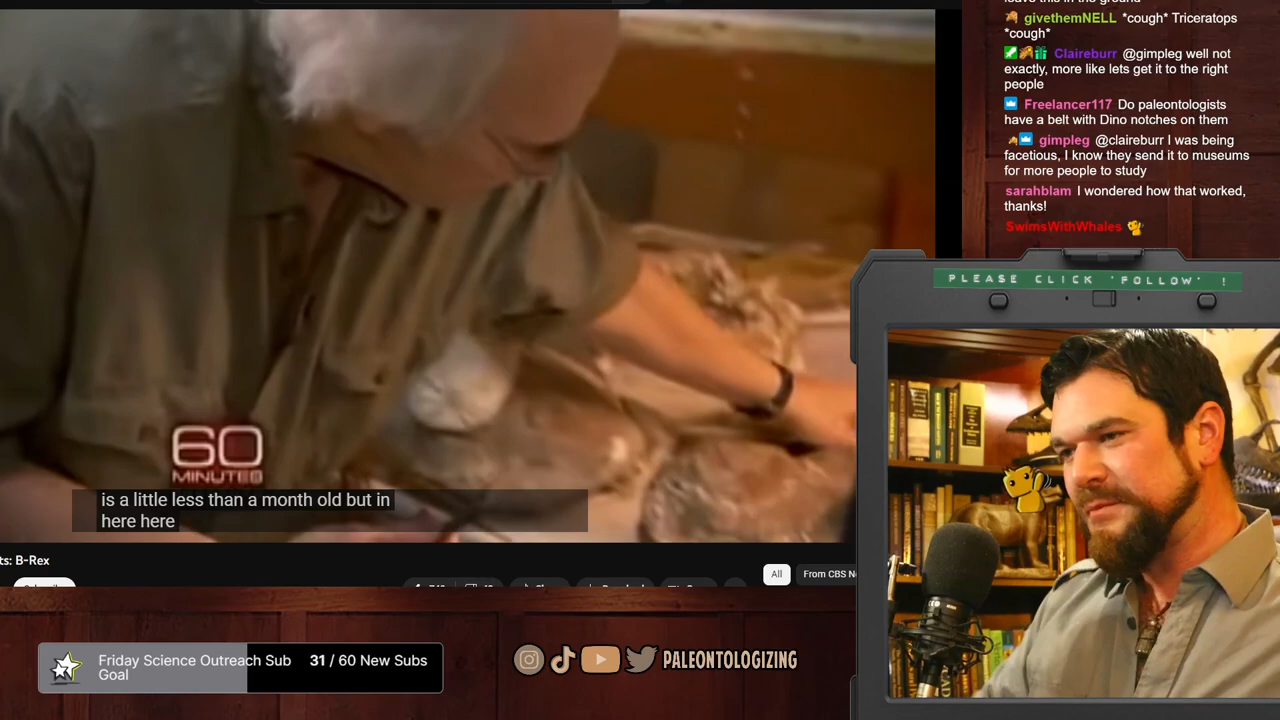 givethemNELL *cough* Triceratops
*cough*
Claireburr @gimpleg well not
exactly, more like lets get it to the right
people
Freelancer117 Do paleontologists
have a belt with Dino notches on them
gimpleg @claireburr I was being
facetious, I know they send it to museums
for more people to study
sarahblam I wondered how that worked,
thanks!
SwimsWithWhales
PLEASE CLICK 'FOLLOW' !
60
MINUTES
is a little less than a month old but in
here here
ts: B-Rex
All
From CBS Ne
Friday Science Outreach Sub
Goal
31 / 60 New Subs
PALEONTOLOGIZING